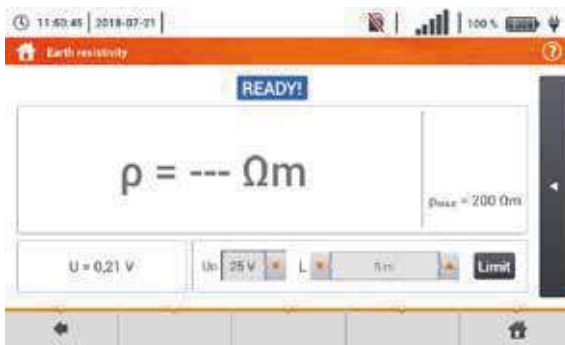 11:50:45 | 2018-07-21 | 100 %
Earth resistivity
READY!
ρ = --- Ωm
ρmax = 200 Ωm
U = 0,21 V
Un 25 V L 5 m Limit